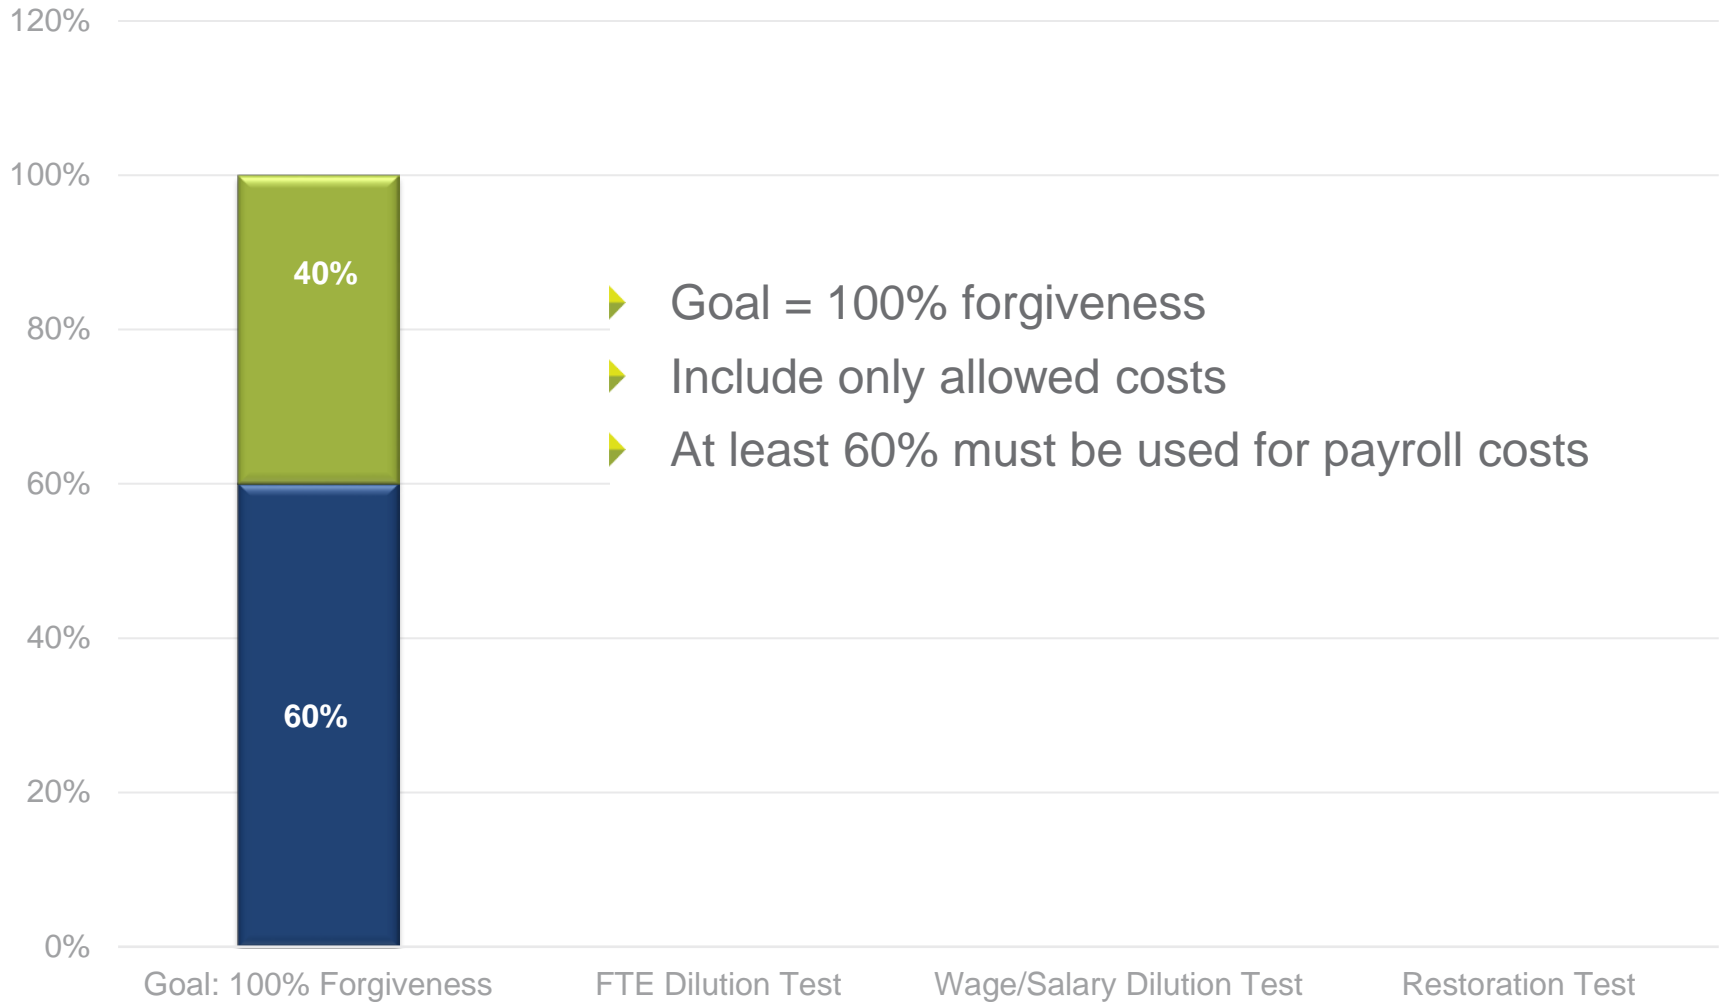 120%
100%
80%
60%
40%
20%
0%
40%
60%
Goal = 100% forgiveness
Include only allowed costs
At least 60% must be used for payroll costs
Goal: 100% Forgiveness
FTE Dilution Test
Wage/Salary Dilution Test
Restoration Test